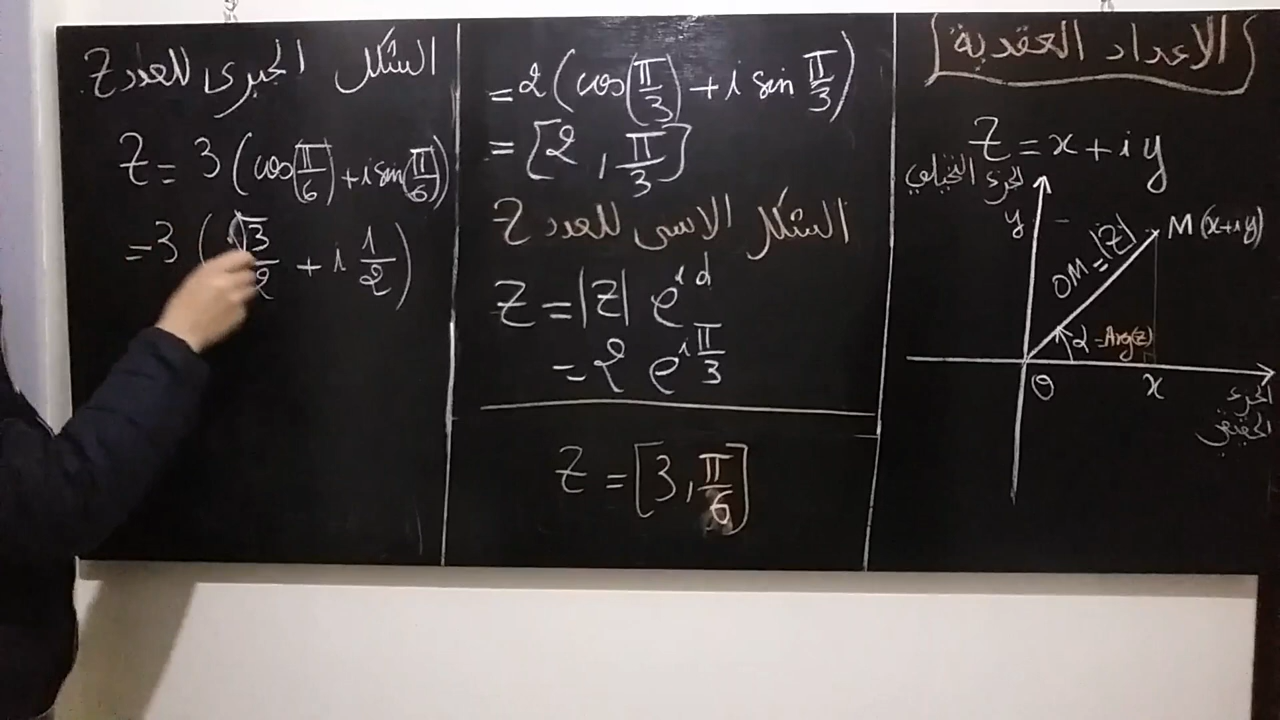 الأعداد العقدية
Z = x + i y
الجزء التخيلي
y
M (x+iy)
OM = |Z|
α = Arg(z)
O
x
الجزء
الحقيقي
= 2 (cos(π/3) + i sin π/3)
= [2 , π/3]
الشكل الاسي للعدد Z
Z = |Z| e^{iα}
= 2 e^{i π/3}
Z = [3, π/6]
الشكل الجبري للعدد Z
Z = 3 (cos(π/6) + i sin(π/6))
= 3 (√3/2 + i 1/2)